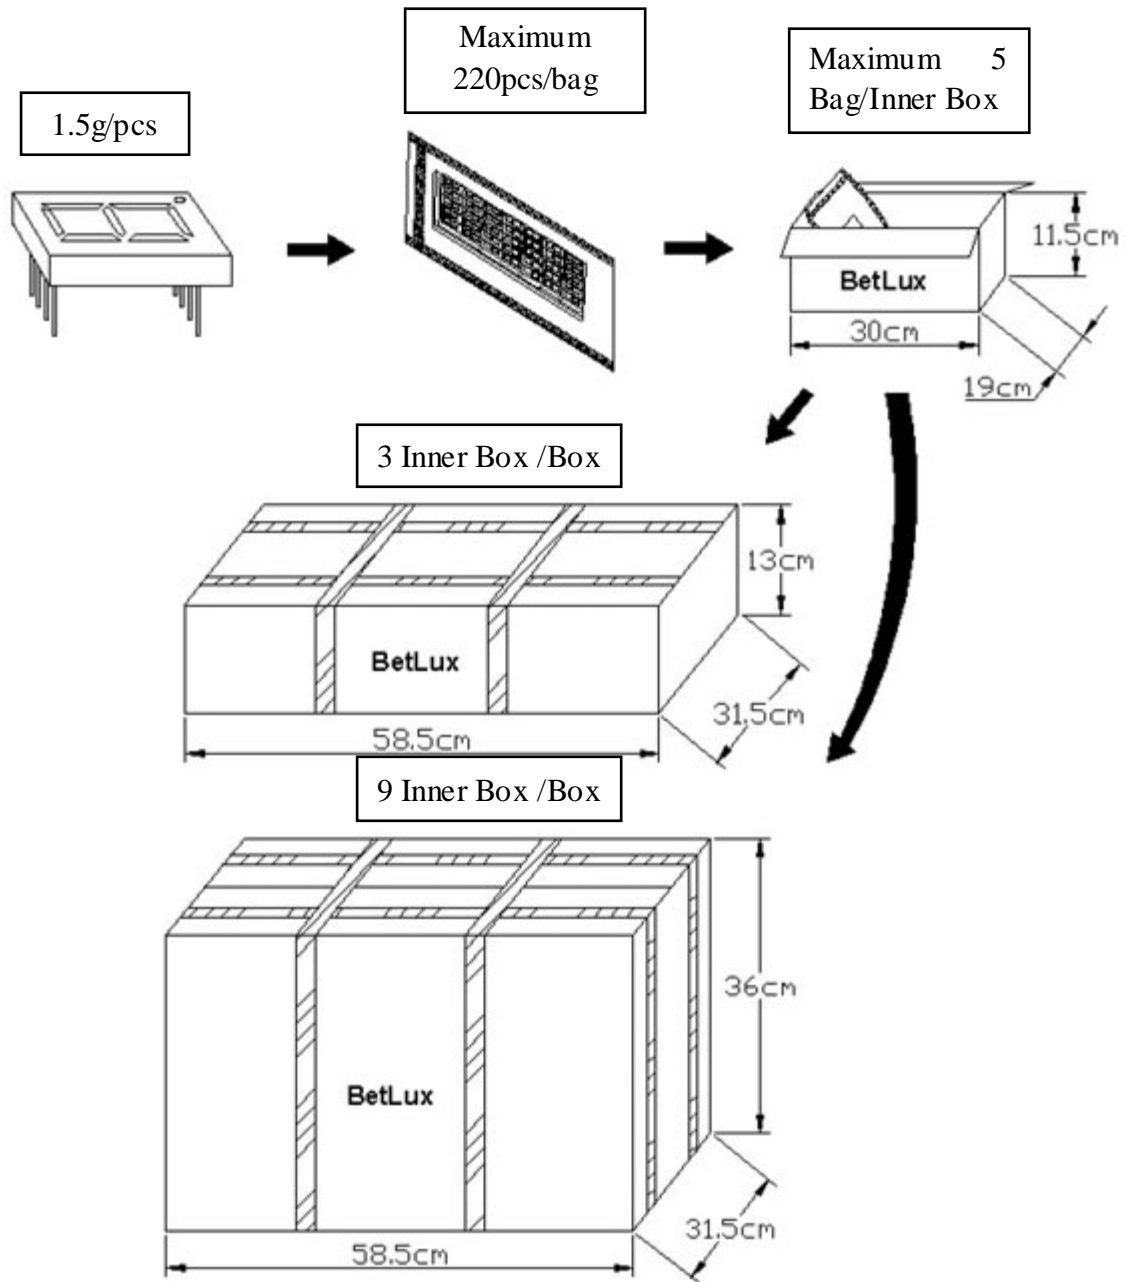 Maximum
220pcs/bag
Maximum 5
Bag/Inner Box
1.5g/pcs
11.5cm
BetLux
30cm
19cm
3 Inner Box /Box
13cm
BetLux
31.5cm
58.5cm
9 Inner Box /Box
36cm
BetLux
31.5cm
58.5cm